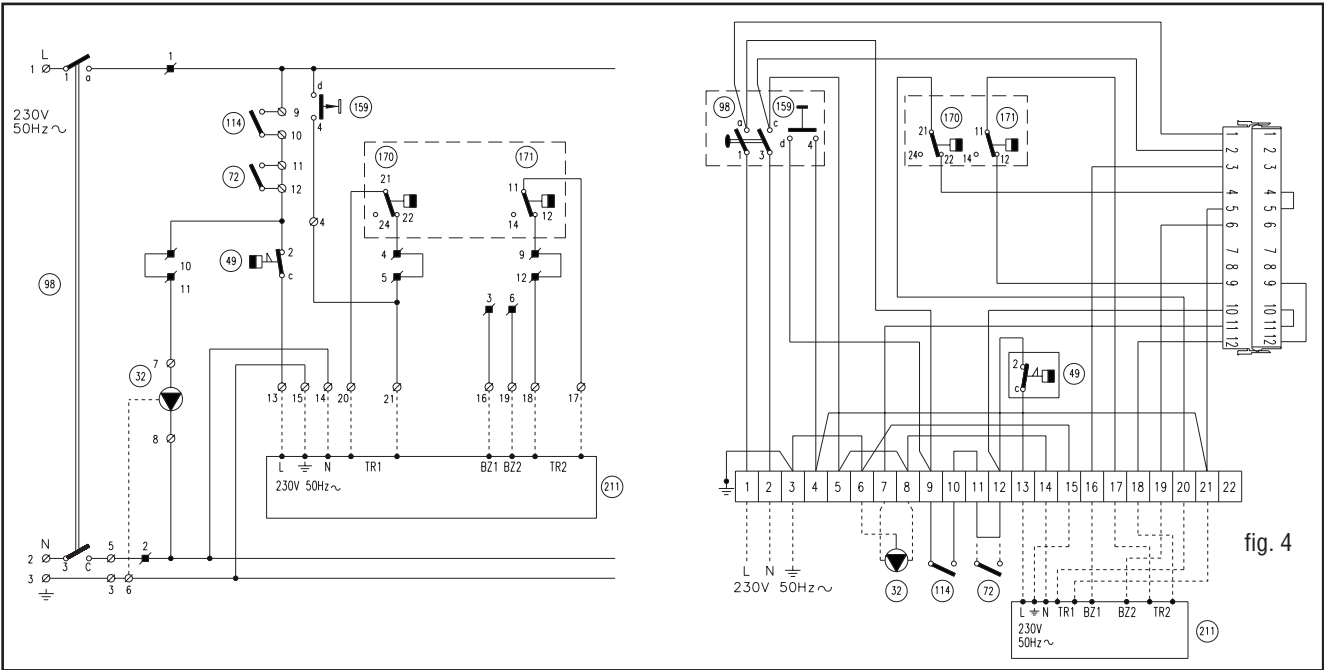 L
1 1 a 1
230V
50Hz～
d
9
114
159
10
4
11
72
12
170 171
21 11
24 22 14 12
4
2
4 9
49
10
c
5 12
11
98
3 6
7
32
13 15 14 20 21 16 19 18 17
8
L N TR1 BZ1 BZ2 TR2
230V 50Hz～
211
N
2 3 C 5 2
3 3 6
98 159
a c
d 4
1 3
170 171
21 11
24 22 14 12
1 1
2 2
3 3
4 4
5 5
6 6
7 7
8 8
9 9
10 10
11 11
12 12
2
49
c
1 2 3 4 5 6 7 8 9 10 11 12 13 14 15 16 17 18 19 20 21 22
L N
230V 50Hz～
32 114 72
L N TR1 BZ1 BZ2 TR2
230V
50Hz～
211
fig. 4